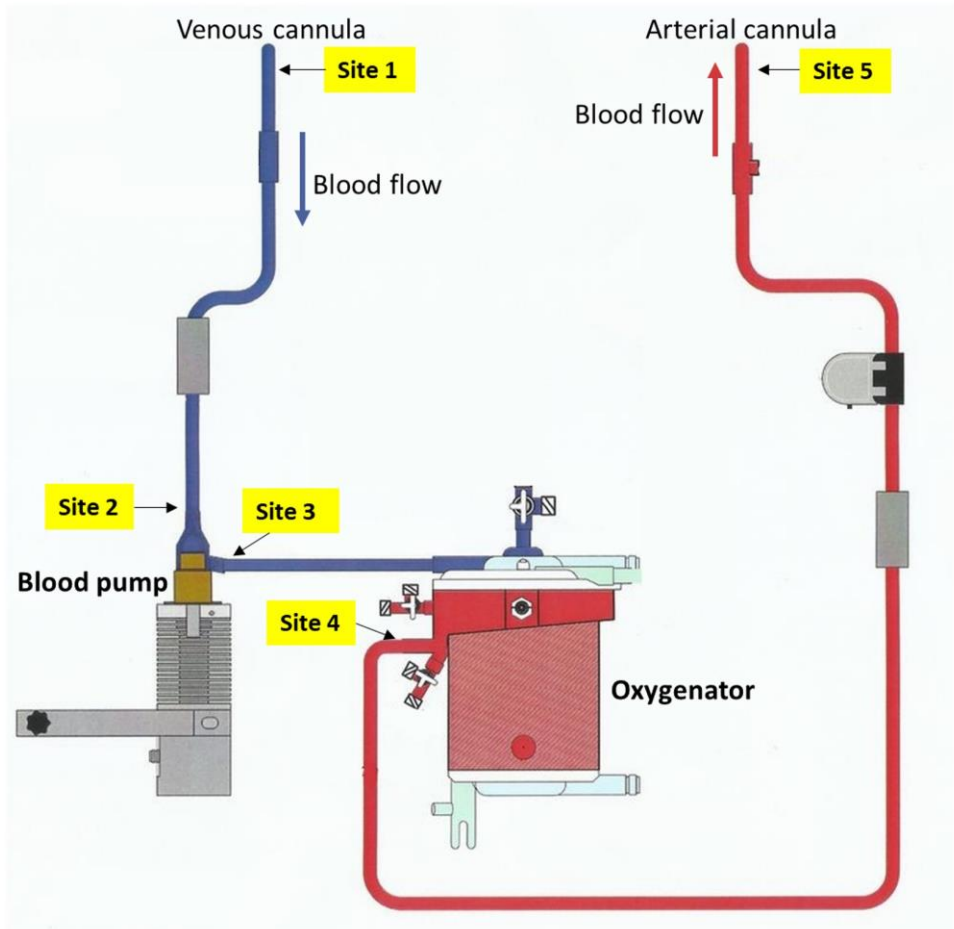 Venous cannula
Arterial cannula
Site 1
Site 5
Blood flow
Blood flow
Site 2
Site 3
Blood pump
Site 4
Oxygenator